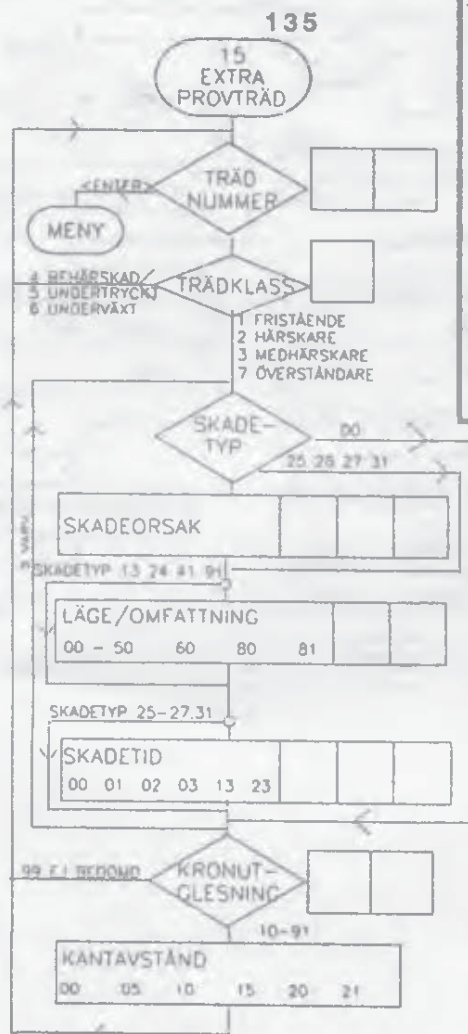 135
15
EXTRA
PROVTRÄD
TRÄD
NUMMER
<ENTER>
MENY
TRÄDKLASS
4 BEHÄRSKAD
5 UNDERTRYCK
6 UNDERVÄXT
1 FRISTÅENDE
2 HÄRSKARE
3 MEDHÄRSKARE
7 ÖVERSTÅNDARE
SKADE-
TYP
00
25 26 27 31
SKADEORSAK
3 VARV
SKADETYP 13 24 41 91
LÄGE/OMFATTNING
00 - 50 60 80 81
SKADETYP 25-27.31
SKADETID
00 01 02 03 13 23
99 EJ BEDÖMD
KRONUT-
GLESNING
10-91
KANTAVSTÅND
00 05 10 15 20 21